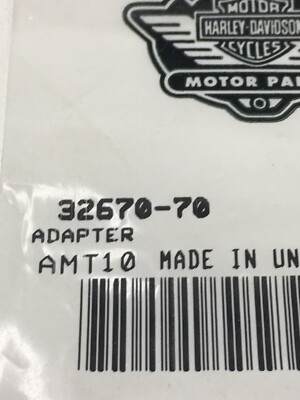 MOTOR
HARLEY-DAVIDSON
CYCLES
MOTOR PA
32670-70
ADAPTER
AMT10 MADE IN UN